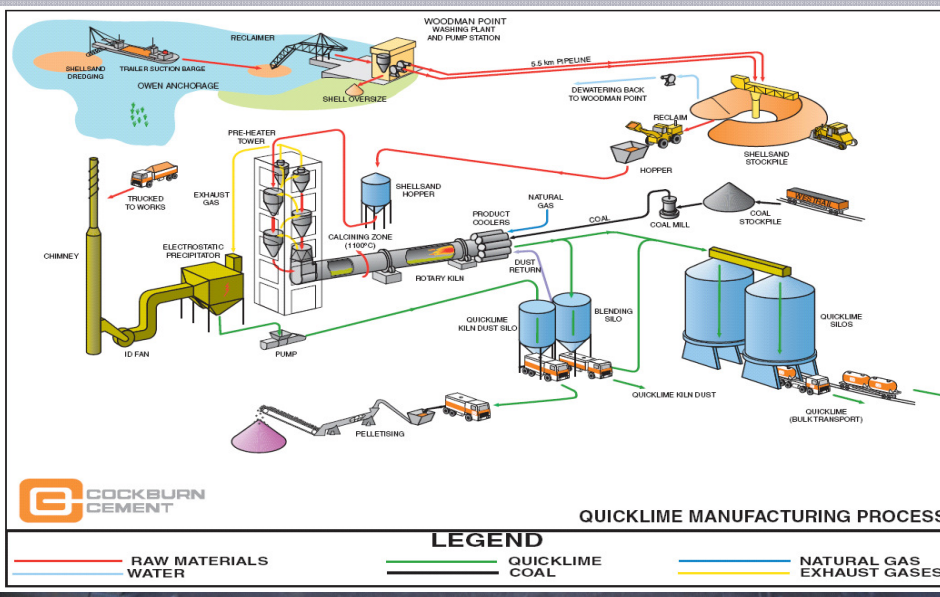 WOODMAN POINT
WASHING PLANT
AND PUMP STATION
RECLAIMER
SHELLSAND
DREDGING
TRAILER SUCTION BARGE
OWEN ANCHORAGE
SHELL OVERSIZE
5.5 km PIPELINE
DEWATERING BACK
TO WOODMAN POINT
RECLAIM
SHELLSAND
STOCKPILE
HOPPER
PRE-HEATER
TOWER
TRUCKED
TO WORKS
EXHAUST
GAS
SHELLSAND
HOPPER
NATURAL
GAS
PRODUCT
COOLERS
COAL
COAL MILL
COAL
STOCKPILE
WESTRAIL
CHIMNEY
ELECTROSTATIC
PRECIPITATOR
CALCINING ZONE
(1100°C)
ROTARY KILN
DUST
RETURN
ID FAN
PUMP
QUICKLIME
KILN DUST SILO
BLENDING
SILO
QUICKLIME
SILOS
QUICKLIME KILN DUST
QUICKLIME
(BULK TRANSPORT)
PELLETISING
COCKBURN
CEMENT
QUICKLIME MANUFACTURING PROCESS
LEGEND
RAW MATERIALS
QUICKLIME
NATURAL GAS
WATER
COAL
EXHAUST GASES